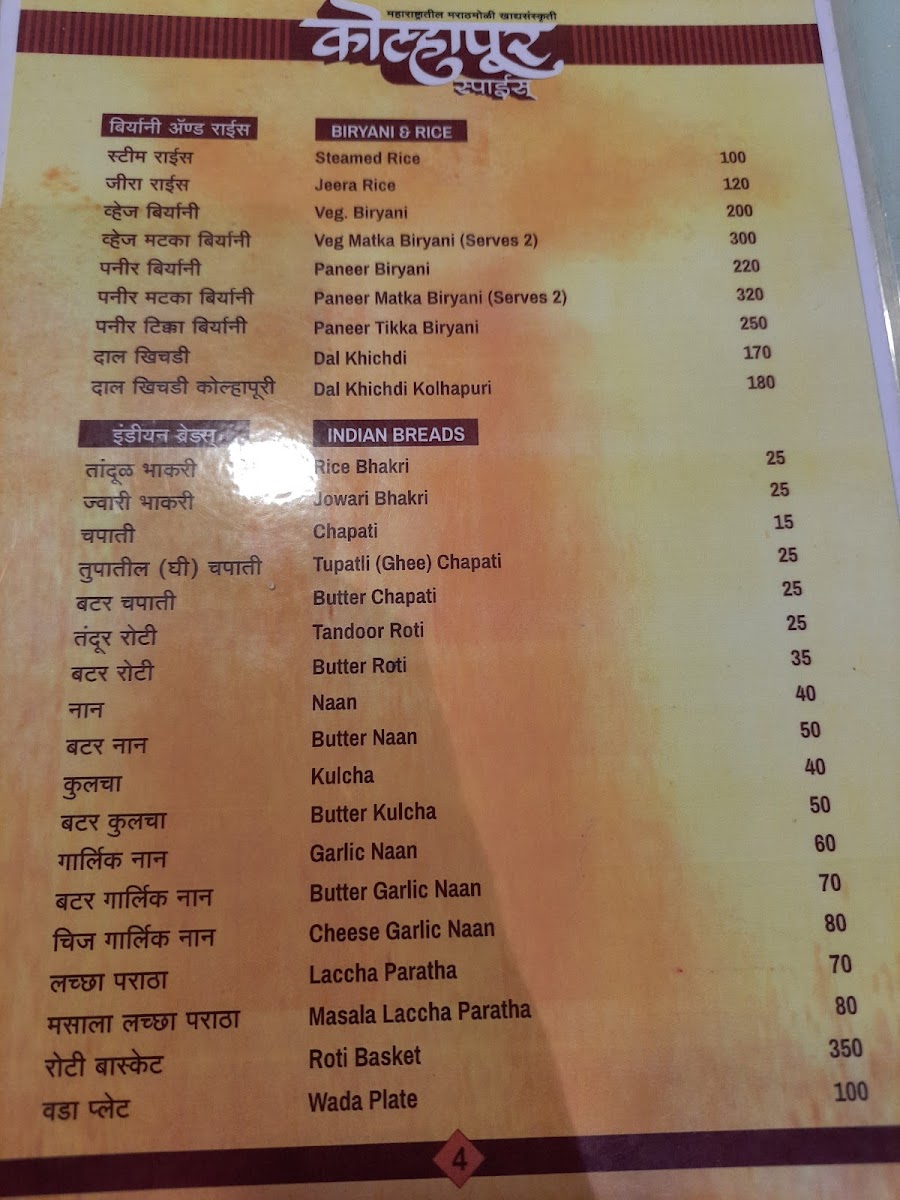 महाराष्ट्रातील मराठमोळी खाद्यसंस्कृती
कोल्हापूर
स्पाईस्
बिर्यानी ॲण्ड राईस BIRYANI & RICE
स्टीम राईस Steamed Rice 100
जीरा राईस Jeera Rice 120
व्हेज बिर्यानी Veg. Biryani 200
व्हेज मटका बिर्यानी Veg Matka Biryani (Serves 2) 300
पनीर बिर्यानी Paneer Biryani 220
पनीर मटका बिर्यानी Paneer Matka Biryani (Serves 2) 320
पनीर टिक्का बिर्यानी Paneer Tikka Biryani 250
दाल खिचडी Dal Khichdi 170
दाल खिचडी कोल्हापूरी Dal Khichdi Kolhapuri 180
इंडीयन ब्रेडस् INDIAN BREADS
तांदूळ भाकरी Rice Bhakri 25
ज्वारी भाकरी Jowari Bhakri 25
चपाती Chapati 15
तुपातील (घी) चपाती Tupatli (Ghee) Chapati 25
बटर चपाती Butter Chapati 25
तंदूर रोटी Tandoor Roti 25
बटर रोटी Butter Roti 35
नान Naan 40
बटर नान Butter Naan 50
कुलचा Kulcha 40
बटर कुलचा Butter Kulcha 50
गार्लिक नान Garlic Naan 60
बटर गार्लिक नान Butter Garlic Naan 70
चिज गार्लिक नान Cheese Garlic Naan 80
लच्छा पराठा Laccha Paratha 70
मसाला लच्छा पराठा Masala Laccha Paratha 80
रोटी बास्केट Roti Basket 350
वडा प्लेट Wada Plate 100
4